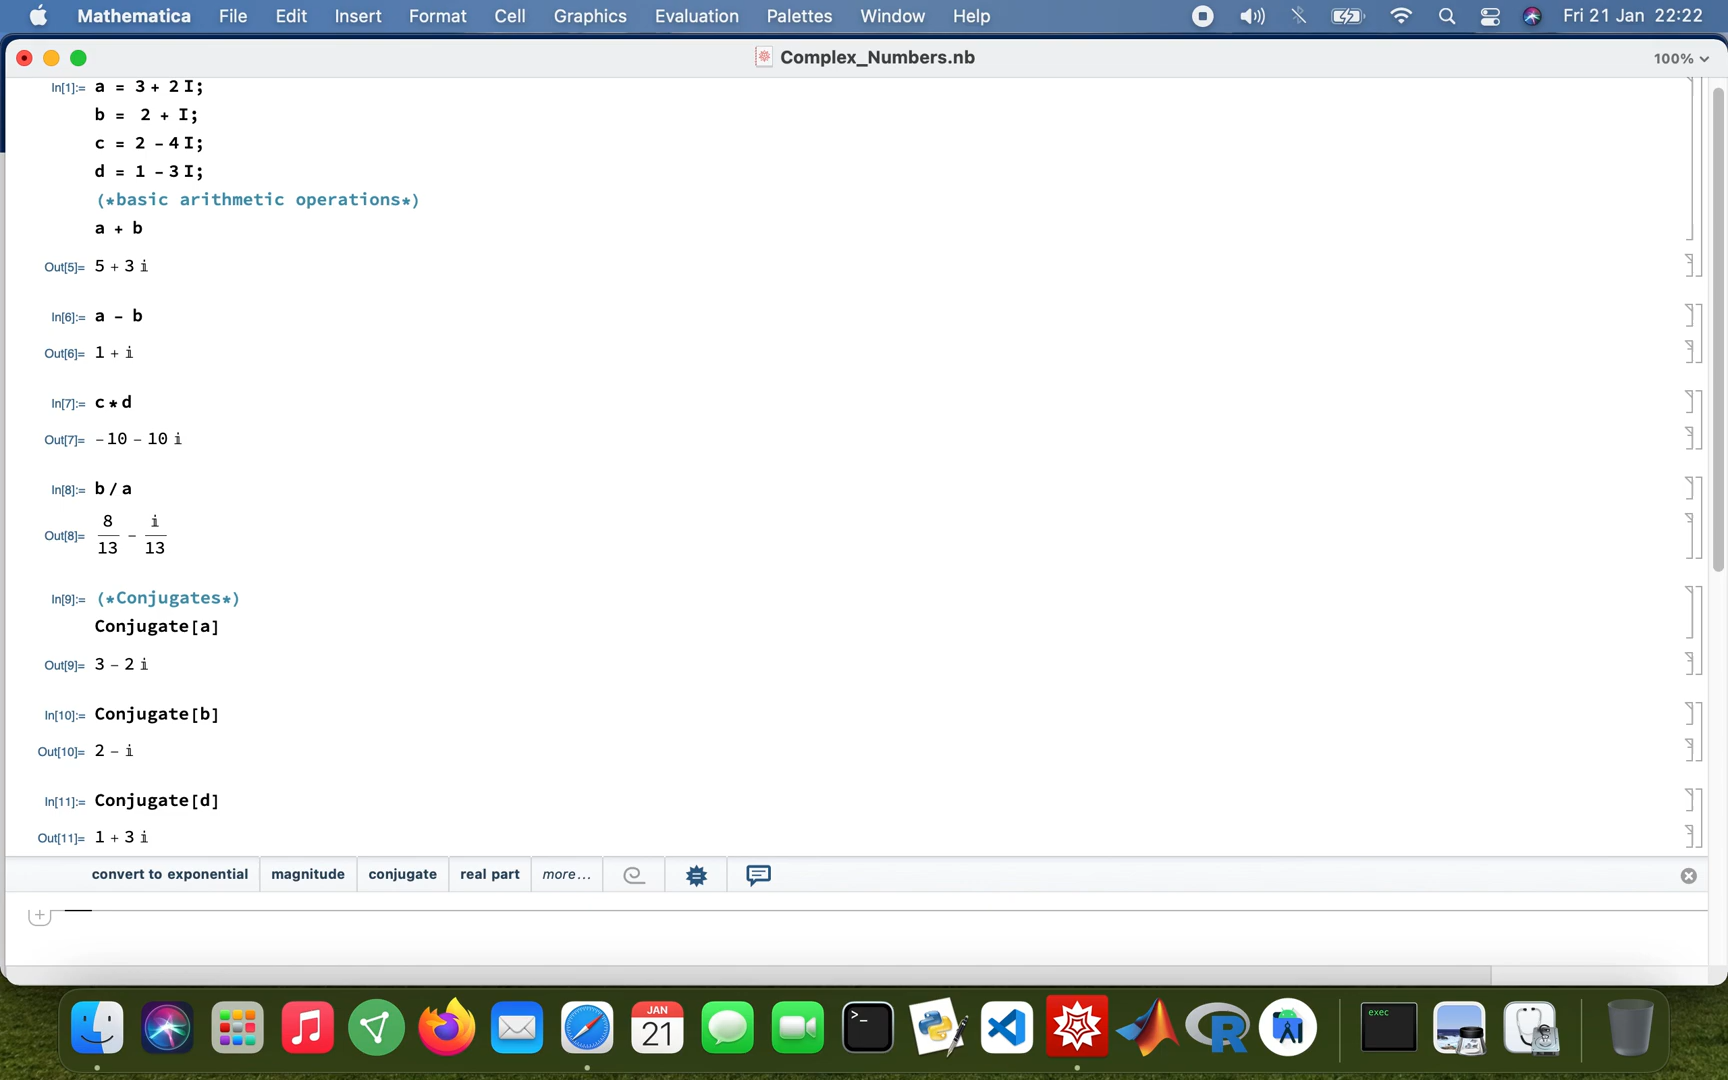 Mathematica File Edit Insert Format Cell Graphics Evaluation Palettes Window Help Fri 21 Jan 22:22
Complex_Numbers.nb 100%
In[1]:= a = 3 + 2 I;
b = 2 + I;
c = 2 - 4 I;
d = 1 - 3 I;
(*basic arithmetic operations*)
a + b
Out[5]= 5 + 3 i
In[6]:= a - b
Out[6]= 1 + i
In[7]:= c * d
Out[7]= -10 - 10 i
In[8]:= b / a
Out[8]= 8/13 - i/13
In[9]:= (*Conjugates*)
Conjugate[a]
Out[9]= 3 - 2 i
In[10]:= Conjugate[b]
Out[10]= 2 - i
In[11]:= Conjugate[d]
Out[11]= 1 + 3 i
convert to exponential magnitude conjugate real part more...
JAN
21
>_
R
A
exec